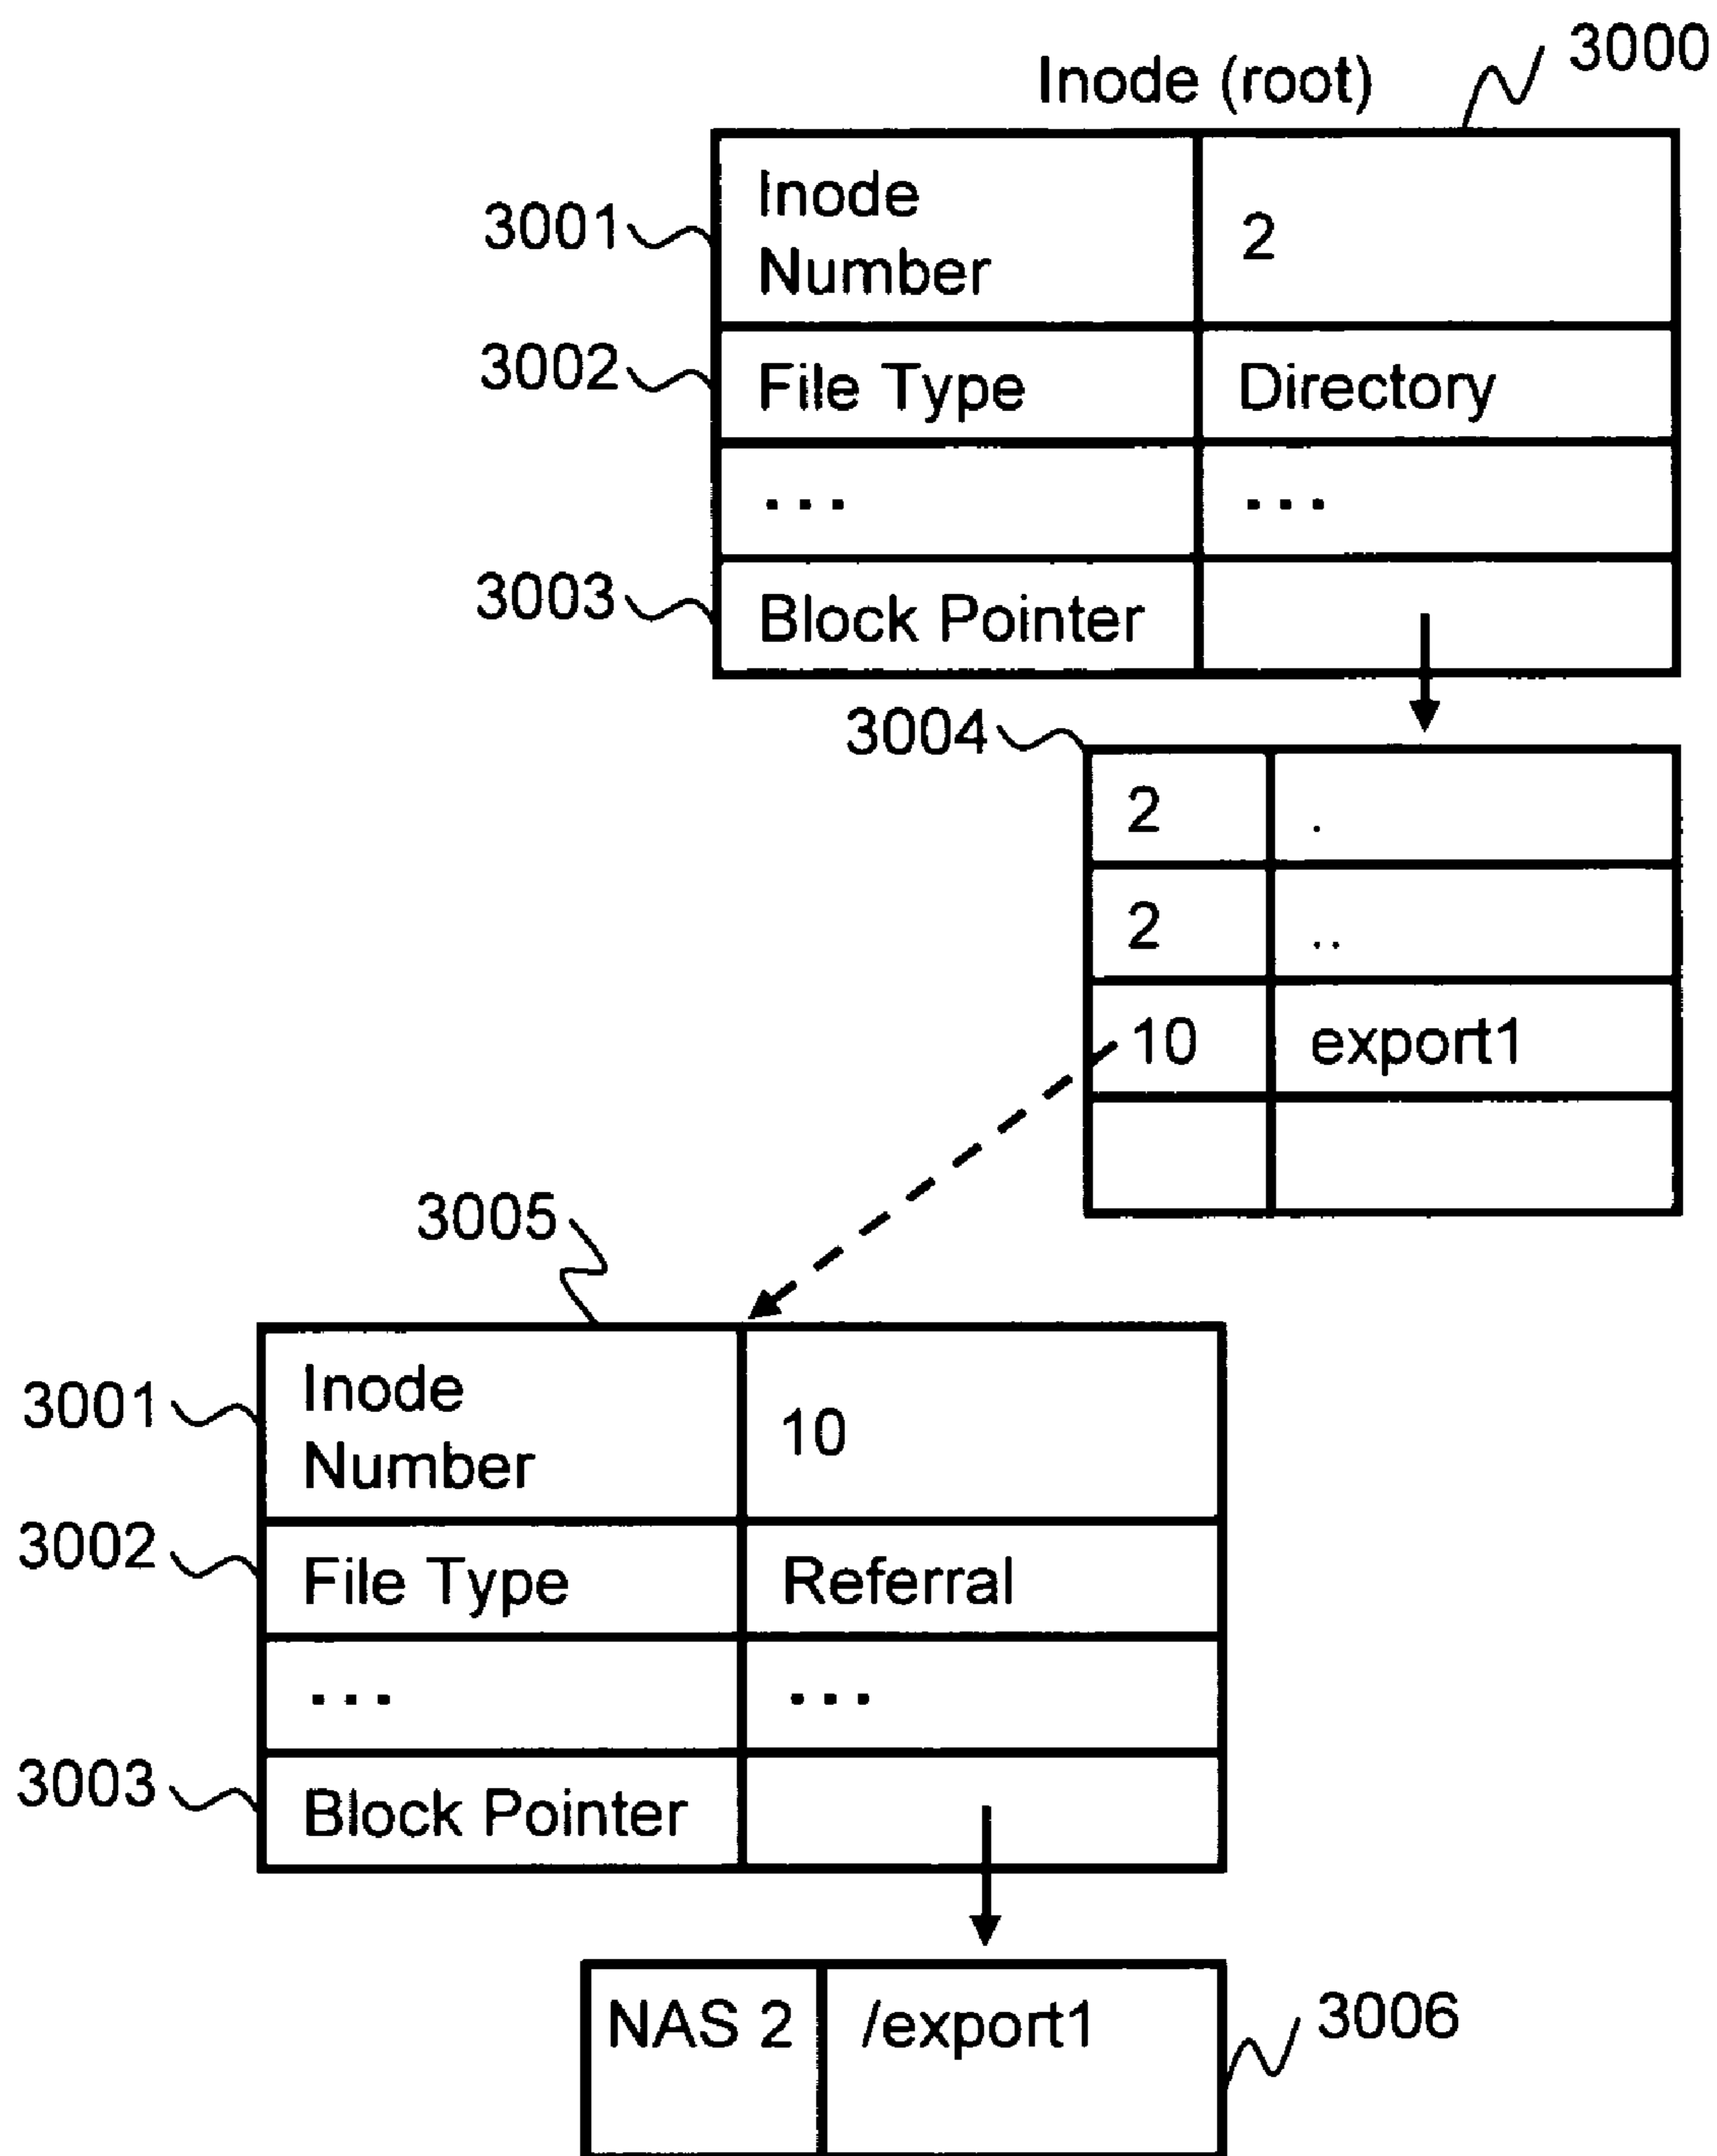 3000
Inode (root)
3001
Inode
Number
2
3002
File Type
Directory
...
...
3003
Block Pointer
3004
2
.
2
..
10
export1
3005
3001
Inode
Number
10
3002
File Type
Referral
...
...
3003
Block Pointer
NAS 2
/export1
3006